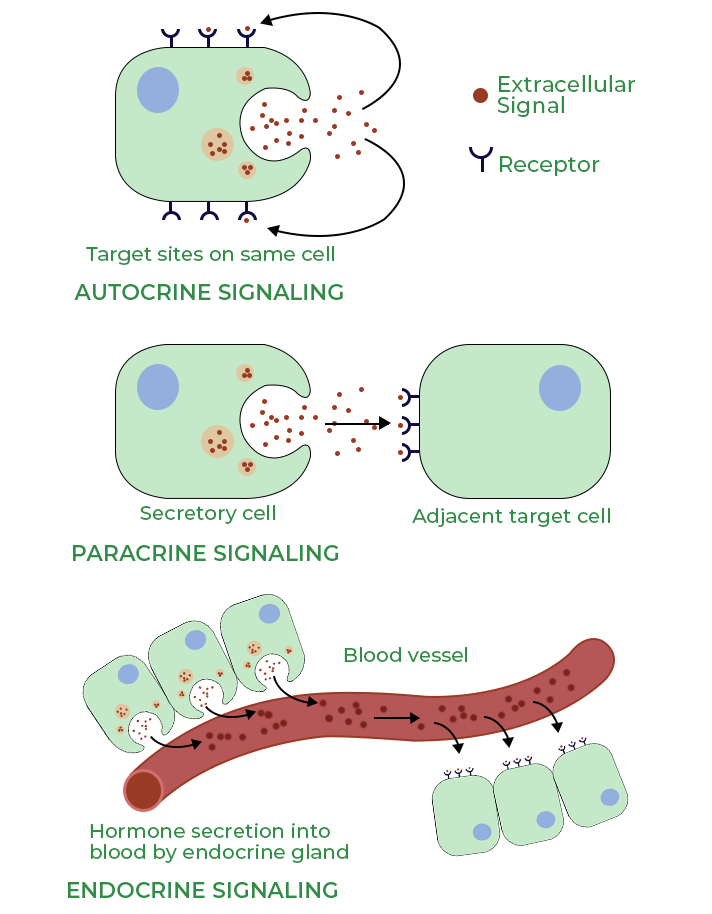 Extracellular
Signal
Receptor
Target sites on same cell
AUTOCRINE SIGNALING
Secretory cell
Adjacent target cell
PARACRINE SIGNALING
Blood vessel
Hormone secretion into
blood by endocrine gland
ENDOCRINE SIGNALING